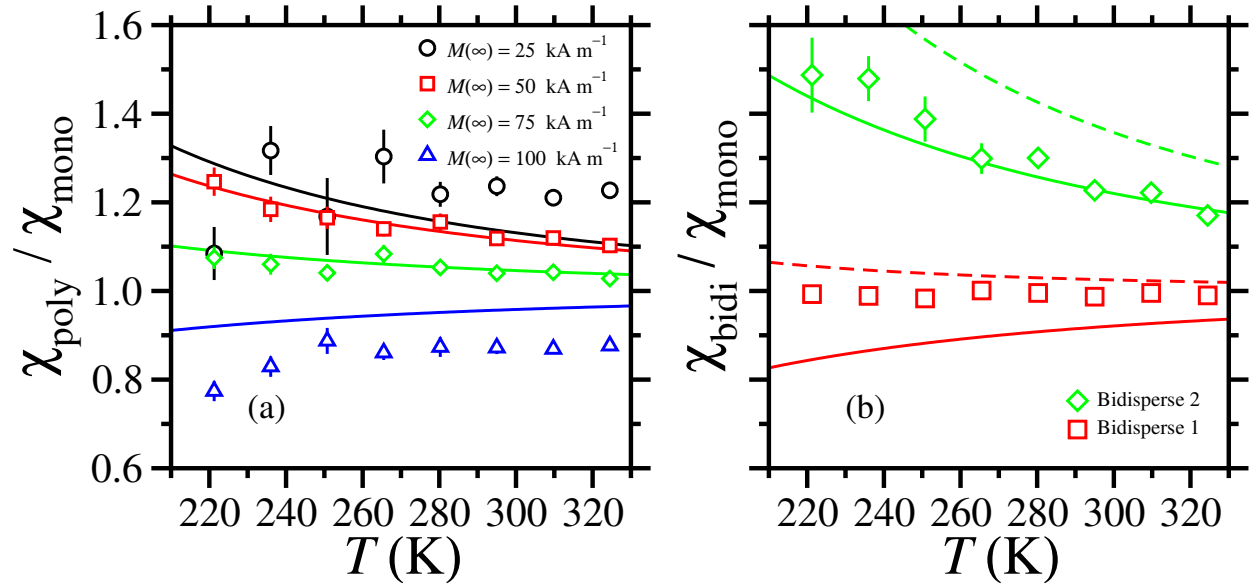 χpoly / χmono
1.6
1.4
1.2
1.0
0.8
0.6
M(∞) = 25 kA m⁻¹
M(∞) = 50 kA m⁻¹
M(∞) = 75 kA m⁻¹
M(∞) = 100 kA m⁻¹
(a)
220 240 260 280 300 320
T (K)
χbidi / χmono
Bidisperse 2
Bidisperse 1
(b)
220 240 260 280 300 320
T (K)